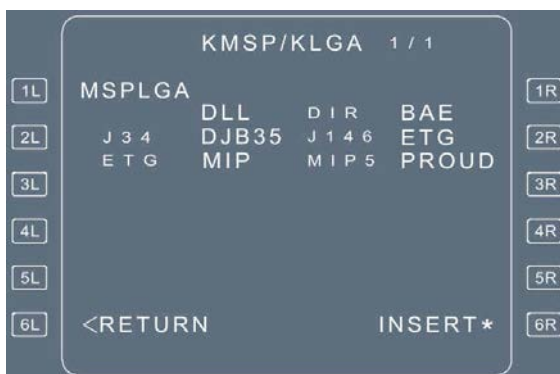 KMSP/KLGA 1/1
1L MSPLGA 1R
DLL DIR BAE
2L J34 DJB35 J146 ETG 2R
ETG MIP MIP5 PROUD
3L 3R
4L 4R
5L 5R
6L <RETURN INSERT* 6R